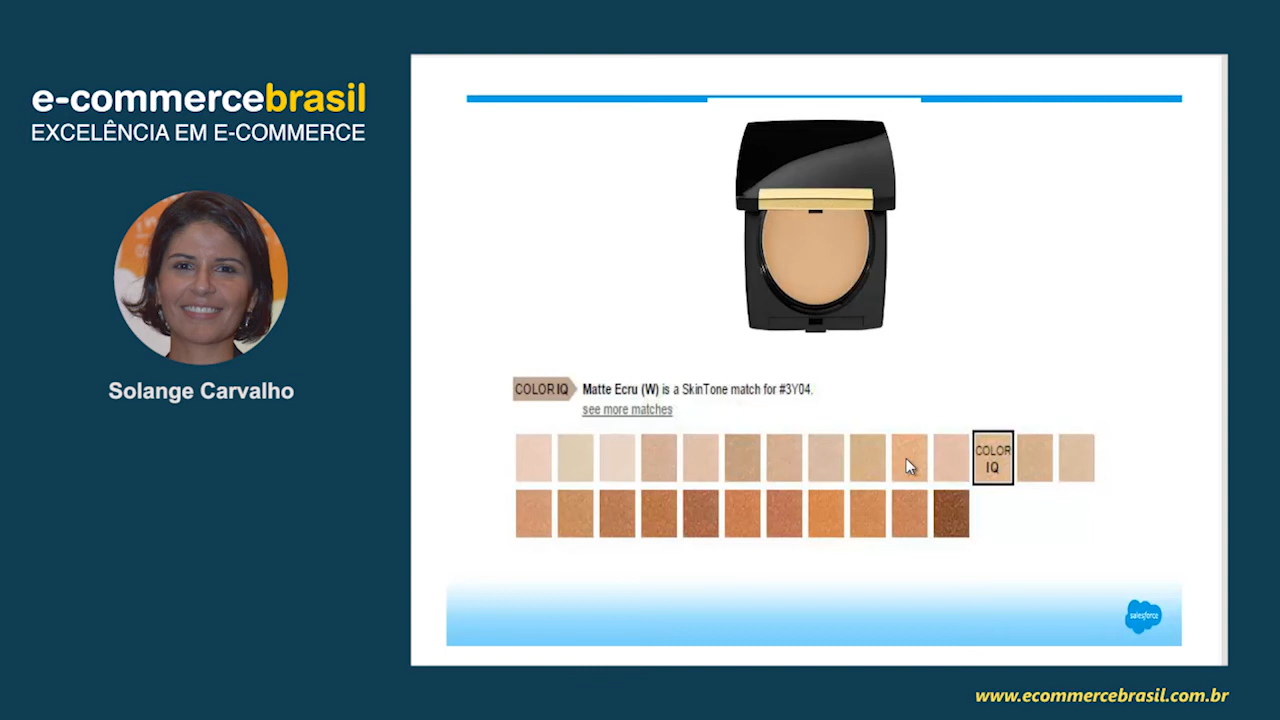 e-commercebrasil
EXCELÊNCIA EM E-COMMERCE
Solange Carvalho
COLOR IQ
Matte Ecru (W) is a SkinTone match for #3Y04.
see more matches
COLOR
IQ
salesforce
www.ecommercebrasil.com.br